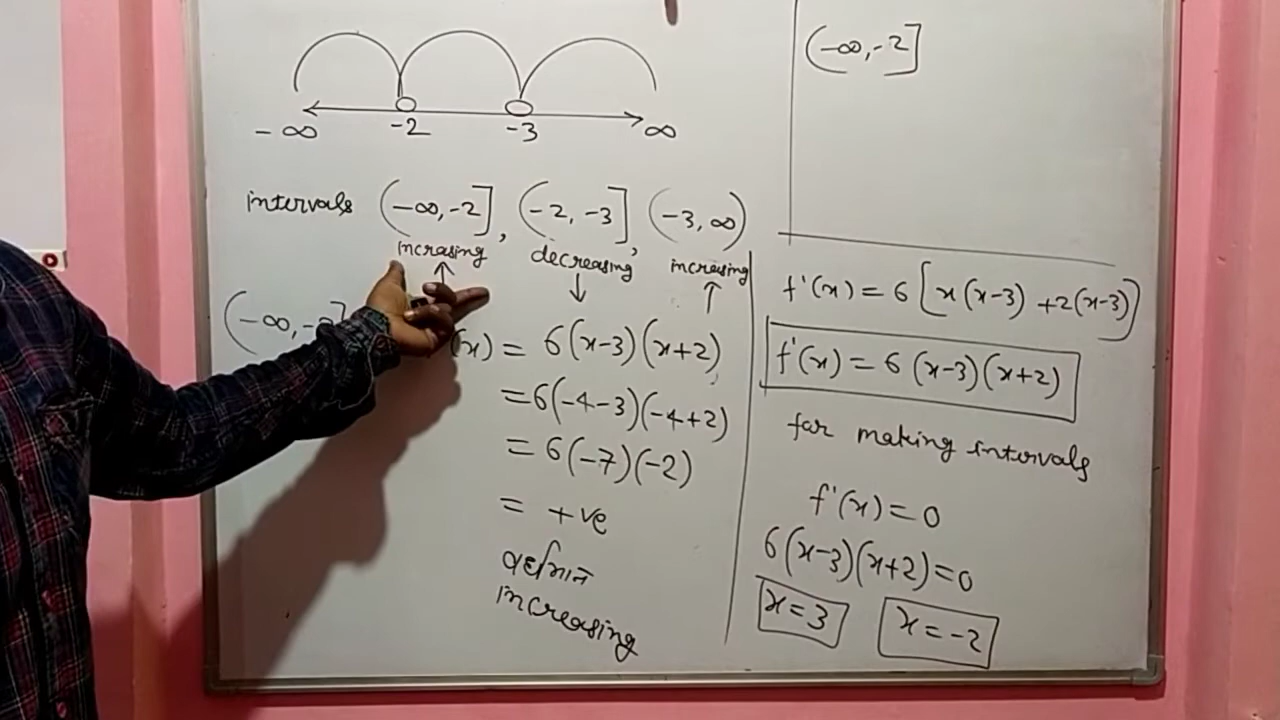 -∞ -2 -3 ∞
intervals (-∞,-2], (-2,-3], (-3,∞)
incrasing ↑ decreasing ↓ increasing ↑
(-∞,
(x) = 6(x-3)(x+2)
=6(-4-3)(-4+2)
= 6(-7)(-2)
= +ve
वर्धमान
increasing
(-∞,-2]
f'(x) = 6[x(x-3)+2(x-3)]
f'(x) = 6(x-3)(x+2)
for making intervals
f'(x)=0
6(x-3)(x+2)=0
x=3 x=-2